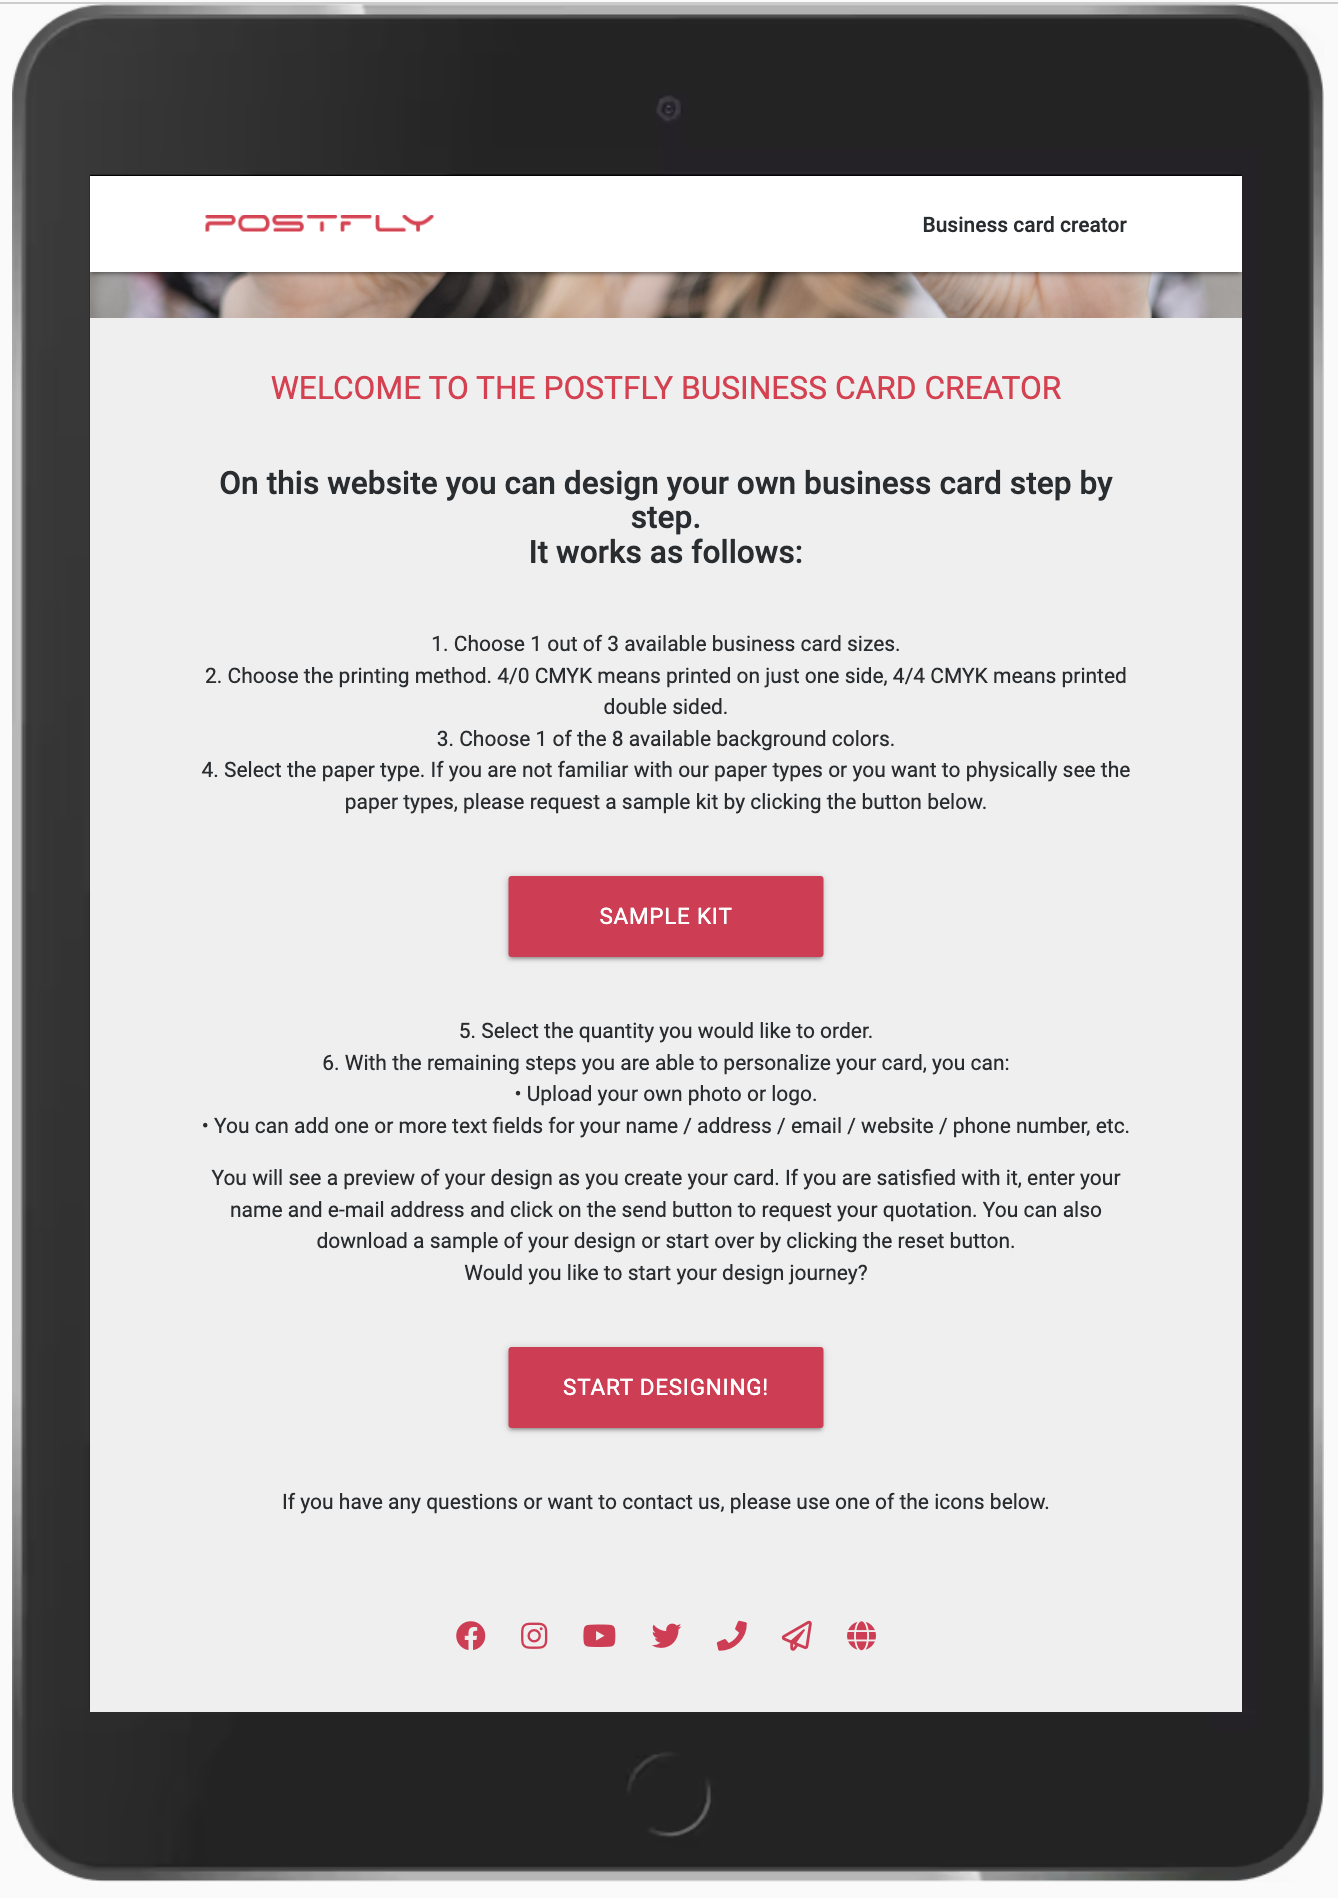 POSTFLY
Business card creator
WELCOME TO THE POSTFLY BUSINESS CARD CREATOR
On this website you can design your own business card step by
step.
It works as follows:
1. Choose 1 out of 3 available business card sizes.
2. Choose the printing method. 4/0 CMYK means printed on just one side, 4/4 CMYK means printed
double sided.
3. Choose 1 of the 8 available background colors.
4. Select the paper type. If you are not familiar with our paper types or you want to physically see the
paper types, please request a sample kit by clicking the button below.
SAMPLE KIT
5. Select the quantity you would like to order.
6. With the remaining steps you are able to personalize your card, you can:
• Upload your own photo or logo.
• You can add one or more text fields for your name / address / email / website / phone number, etc.
You will see a preview of your design as you create your card. If you are satisfied with it, enter your
name and e-mail address and click on the send button to request your quotation. You can also
download a sample of your design or start over by clicking the reset button.
Would you like to start your design journey?
START DESIGNING!
If you have any questions or want to contact us, please use one of the icons below.